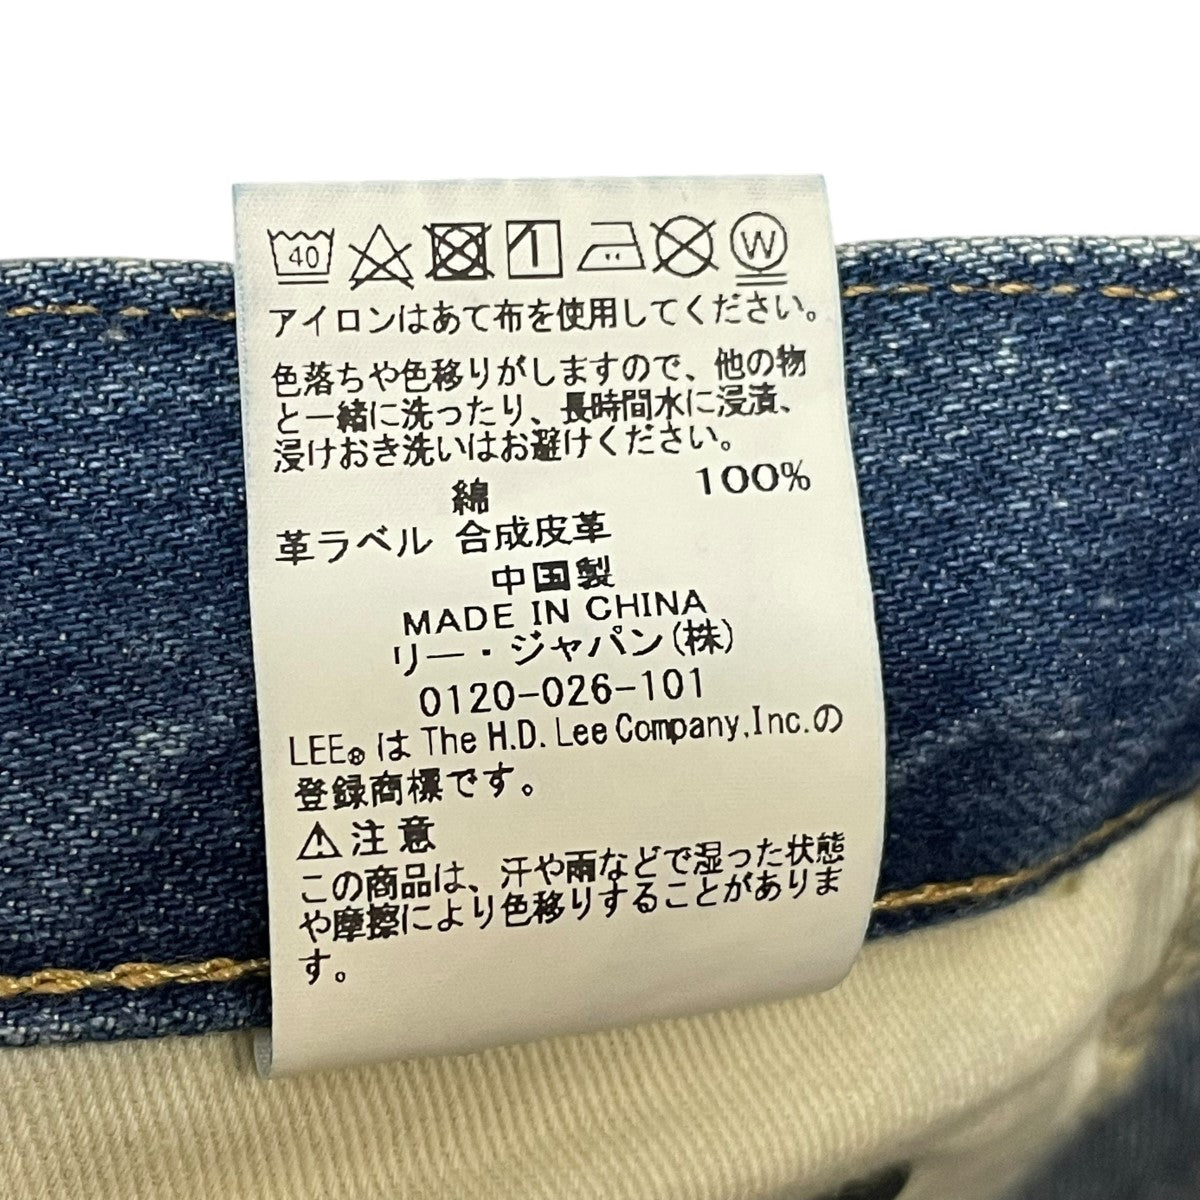 40 W
アイロンはあて布を使用してください。
色落ちや色移りがしますので、他の物
と一緒に洗ったり、長時間水に浸漬、
浸けおき洗いはお避けください。
綿 100%
革ラベル 合成皮革
中国製
MADE IN CHINA
リー・ジャパン(株)
0120-026-101
LEE®は The H.D. Lee Company,Inc.の
登録商標です。
⚠注意
この商品は、汗や雨などで湿った状態
や摩擦により色移りすることがありま
す。